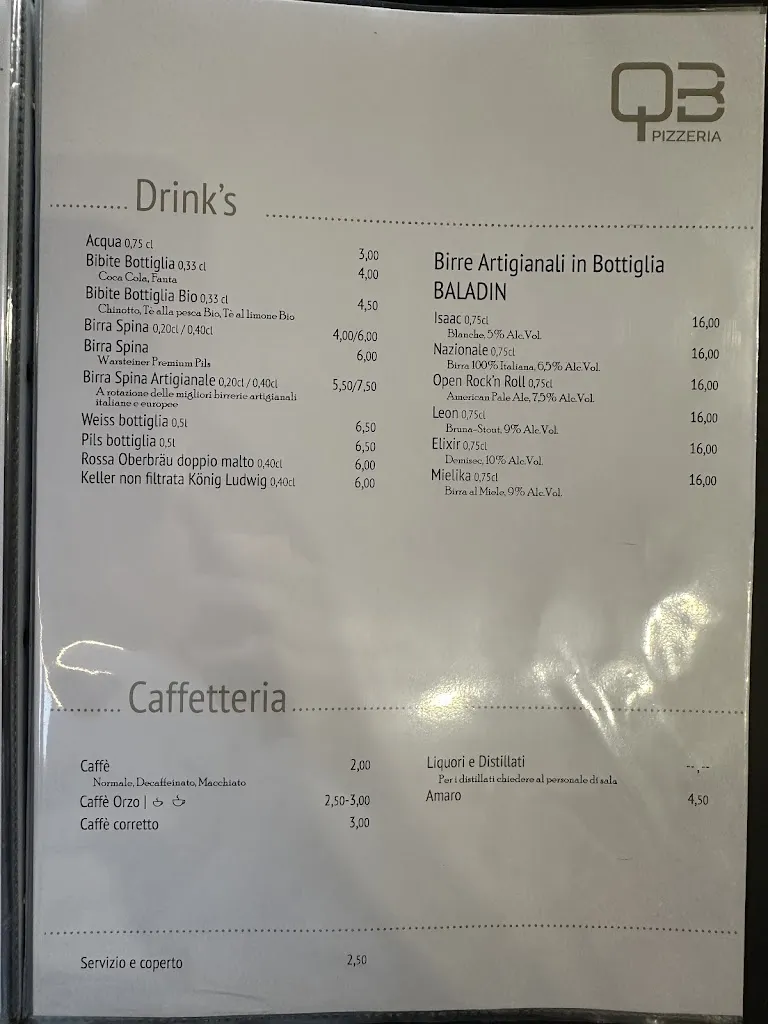 QB
PIZZERIA
Drink's
Acqua 0,75 cl 3,00
Bibite Bottiglia 0,33 cl 4,00
Coca Cola, Fanta
Bibite Bottiglia Bio 0,33 cl 4,50
Chinotto, Tè alla pesca Bio, Tè al limone Bio
Birra Spina 0,20cl / 0,40cl 4,00/6,00
Birra Spina 6,00
Warsteiner Premium Pils
Birra Spina Artigianale 0,20cl / 0,40cl 5,50/7,50
A rotazione delle migliori birrerie artigianali
italiane e europee
Weiss bottiglia 0,5l 6,50
Pils bottiglia 0,5l 6,50
Rossa Oberbräu doppio malto 0,40cl 6,00
Keller non filtrata König Ludwig 0,40cl 6,00
Birre Artigianali in Bottiglia
BALADIN
Isaac 0,75cl 16,00
Blanche, 5% Alc.Vol.
Nazionale 0,75cl 16,00
Birra 100% Italiana, 6,5% Alc.Vol.
Open Rock'n Roll 0,75cl 16,00
American Pale Ale, 7,5% Alc.Vol.
Leon 0,75cl 16,00
Bruna-Stout, 9% Alc.Vol.
Elixir 0,75cl 16,00
Demisec, 10% Alc.Vol.
Mielika 0,75cl 16,00
Birra al Miele, 9% Alc.Vol.
Caffetteria
Caffè 2,00
Normale, Decaffeinato, Macchiato
Caffè Orzo | 2,50-3,00
Caffè corretto 3,00
Liquori e Distillati --,--
Per i distillati chiedere al personale di sala
Amaro 4,50
Servizio e coperto 2,50